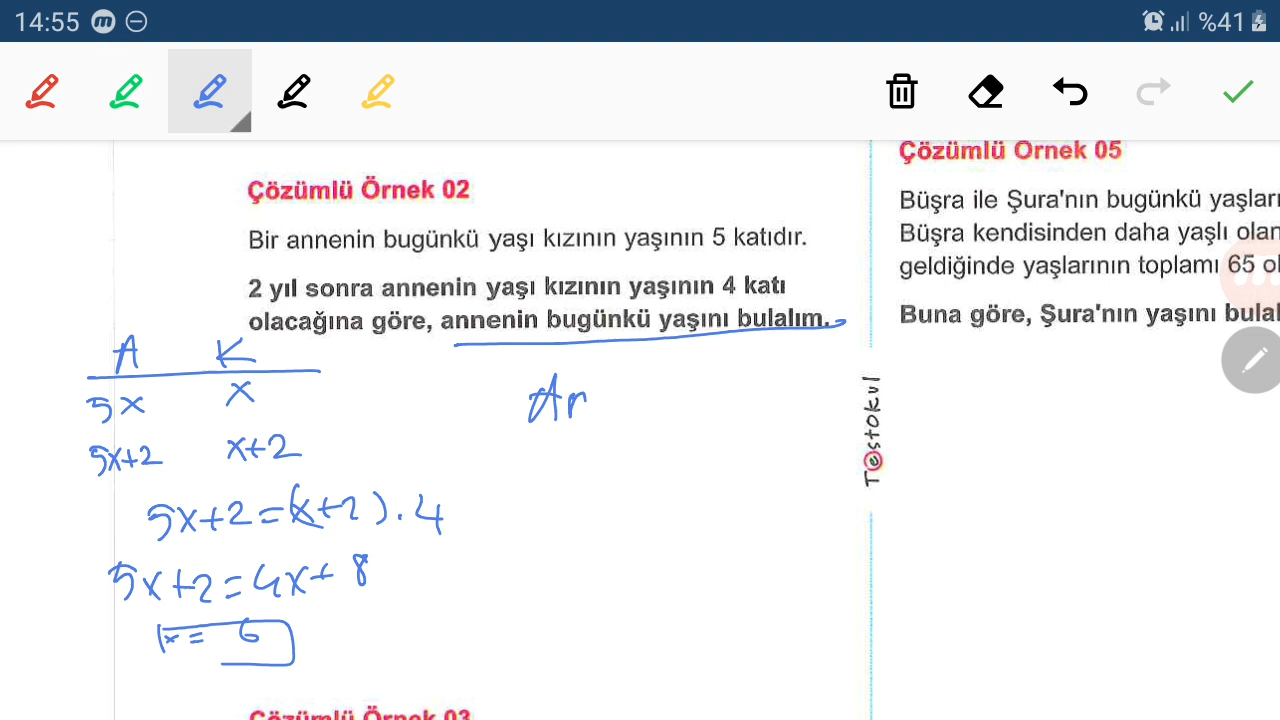 14:55
%41
Çözümlü Örnek 02
Bir annenin bugünkü yaşı kızının yaşının 5 katıdır.
2 yıl sonra annenin yaşı kızının yaşının 4 katı
olacağına göre, annenin bugünkü yaşını bulalım.
A K
5x x
5x+2 x+2
5x+2=(x+2).4
5x+2=4x+8
x= 6
An
Testokul
Çözümlü Örnek 05
Büşra ile Şura'nın bugünkü yaşları
Büşra kendisinden daha yaşlı olan
geldiğinde yaşlarının toplamı 65 ol
Buna göre, Şura'nın yaşını bulal
Çözümlü Örnek 03